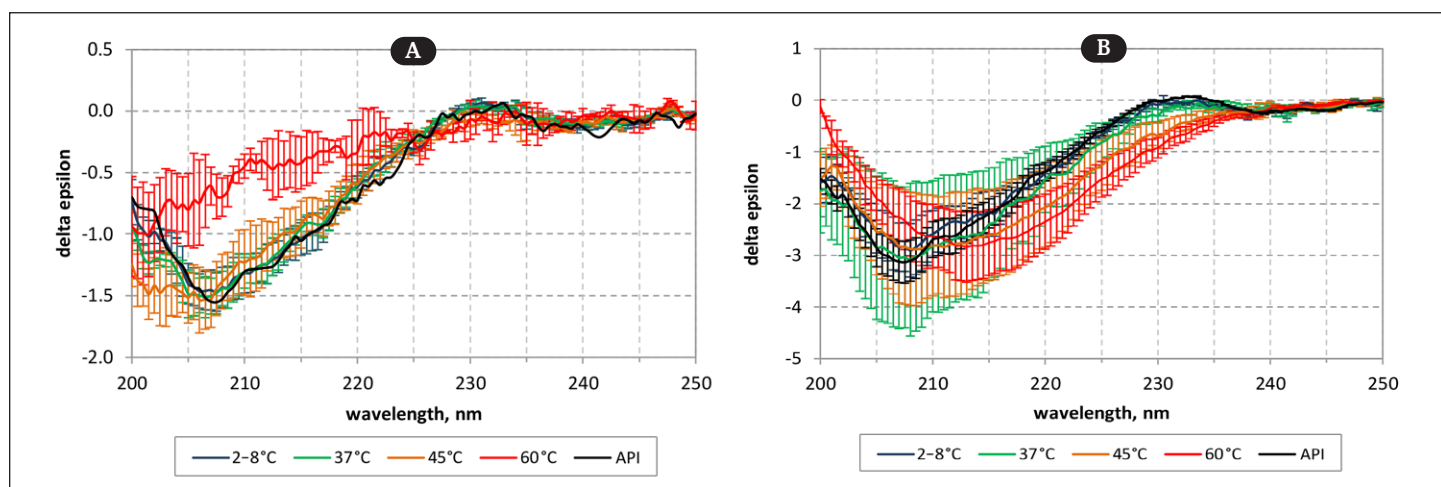 A
0.5
0.0
-0.5
-1.0
-1.5
-2.0
delta epsilon
200 210 220 230 240 250
wavelength, nm
2–8°C 37°C 45°C 60°C API
B
1
0
-1
-2
-3
-4
-5
delta epsilon
200 210 220 230 240 250
wavelength, nm
2–8°C 37°C 45°C 60°C API